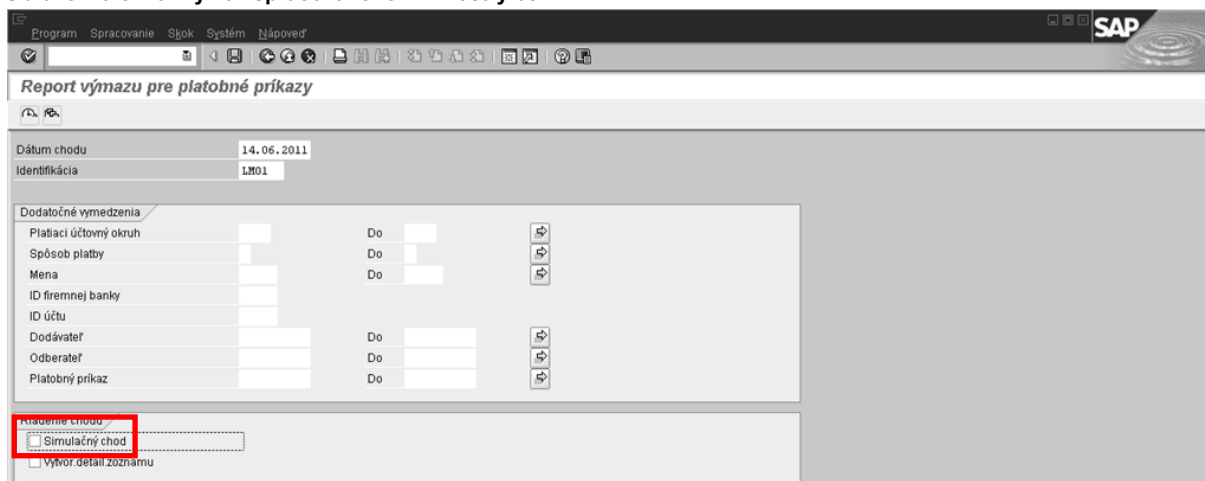 Program Spracovanie Skok Systém Nápoveď
SAP
Report výmazu pre platobné príkazy
Dátum chodu 14.06.2011
Identifikácia LM01
Dodatočné vymedzenia
Platiaci účtovný okruh Do
Spôsob platby Do
Mena Do
ID firemnej banky
ID účtu
Dodávateľ Do
Odberateľ Do
Platobný príkaz Do
Riadenie chodu
Simulačný chod
Vytvor.detail.zoznamu